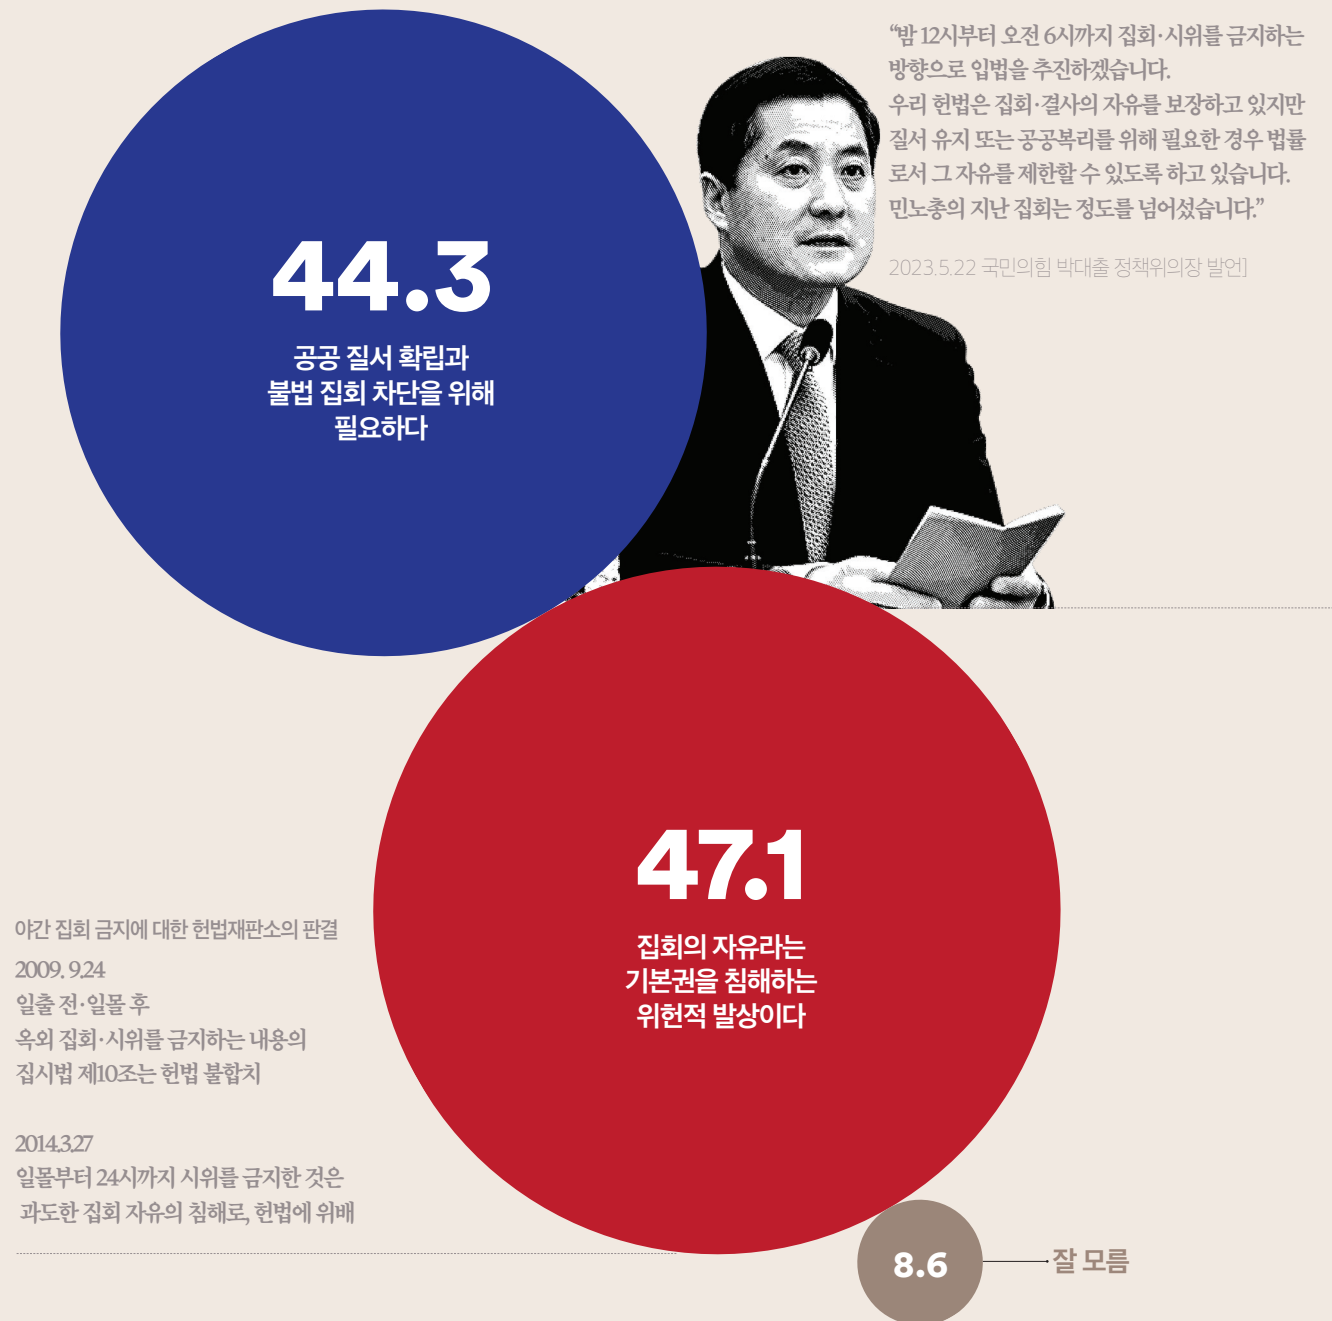 “밤 12시부터 오전 6시까지 집회·시위를 금지하는
방향으로 입법을 추진하겠습니다.
우리 헌법은 집회·결사의 자유를 보장하고 있지만
질서 유지 또는 공공복리를 위해 필요한 경우 법률
로서 그 자유를 제한할 수 있도록 하고 있습니다.
민노총의 지난 집회는 정도를 넘어섰습니다.”
2023.5.22 국민의힘 박대출 정책위의장 발언]
44.3
공공 질서 확립과
불법 집회 차단을 위해
필요하다
47.1
집회의 자유라는
기본권을 침해하는
위헌적 발상이다
야간 집회 금지에 대한 헌법재판소의 판결
2009. 9.24
일출 전·일몰 후
옥외 집회·시위를 금지하는 내용의
집시법 제10조는 헌법 불합치
2014.3.27
일몰부터 24시까지 시위를 금지한 것은
과도한 집회 자유의 침해로, 헌법에 위배
8.6
잘 모름